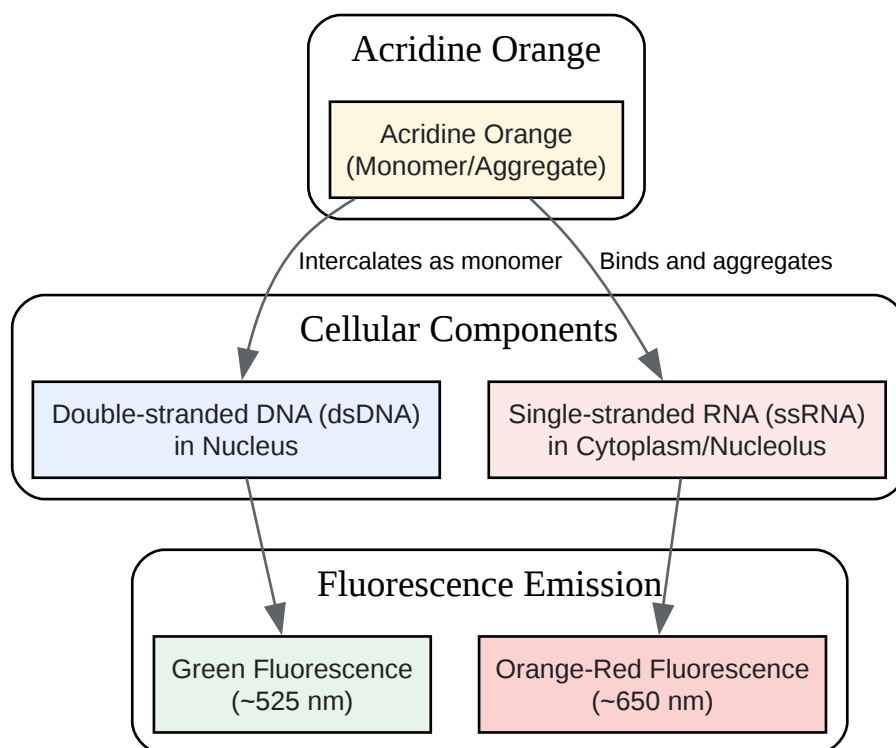 Acridine Orange
Acridine Orange
(Monomer/Aggregate)
Intercalates as monomer
Binds and aggregates
Cellular Components
Double-stranded DNA (dsDNA)
in Nucleus
Single-stranded RNA (ssRNA)
in Cytoplasm/Nucleolus
Fluorescence Emission
Green Fluorescence
(~525 nm)
Orange-Red Fluorescence
(~650 nm)